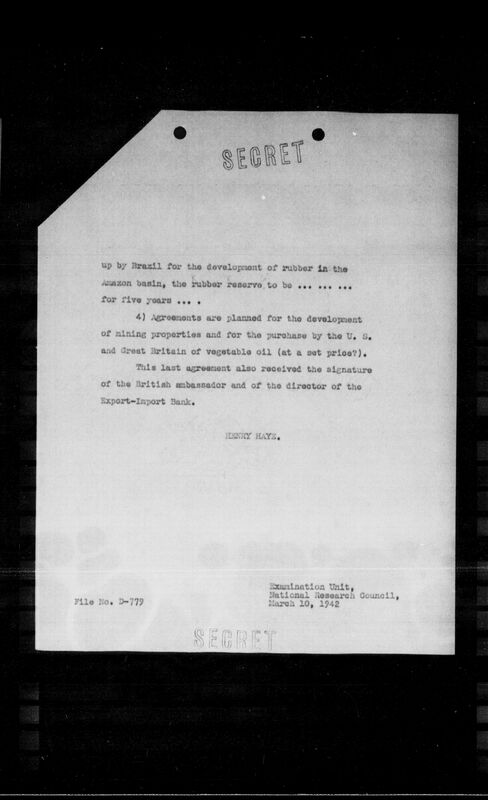 SECRET
up by Brazil for the development of rubber in the
Amazon basin, the rubber reserve to be ... ... ...
for five years ... .
4) Agreements are planned for the development
of mining properties and for the purchase by the U. S.
and Great Britain of vegetable oil (at a set price?).
This last agreement also received the signature
of the British ambassador and of the director of the
Export-Import Bank.
HENRY HAYE.
Examination Unit,
National Research Council,
File No. D-779
March 10, 1942
SECRET